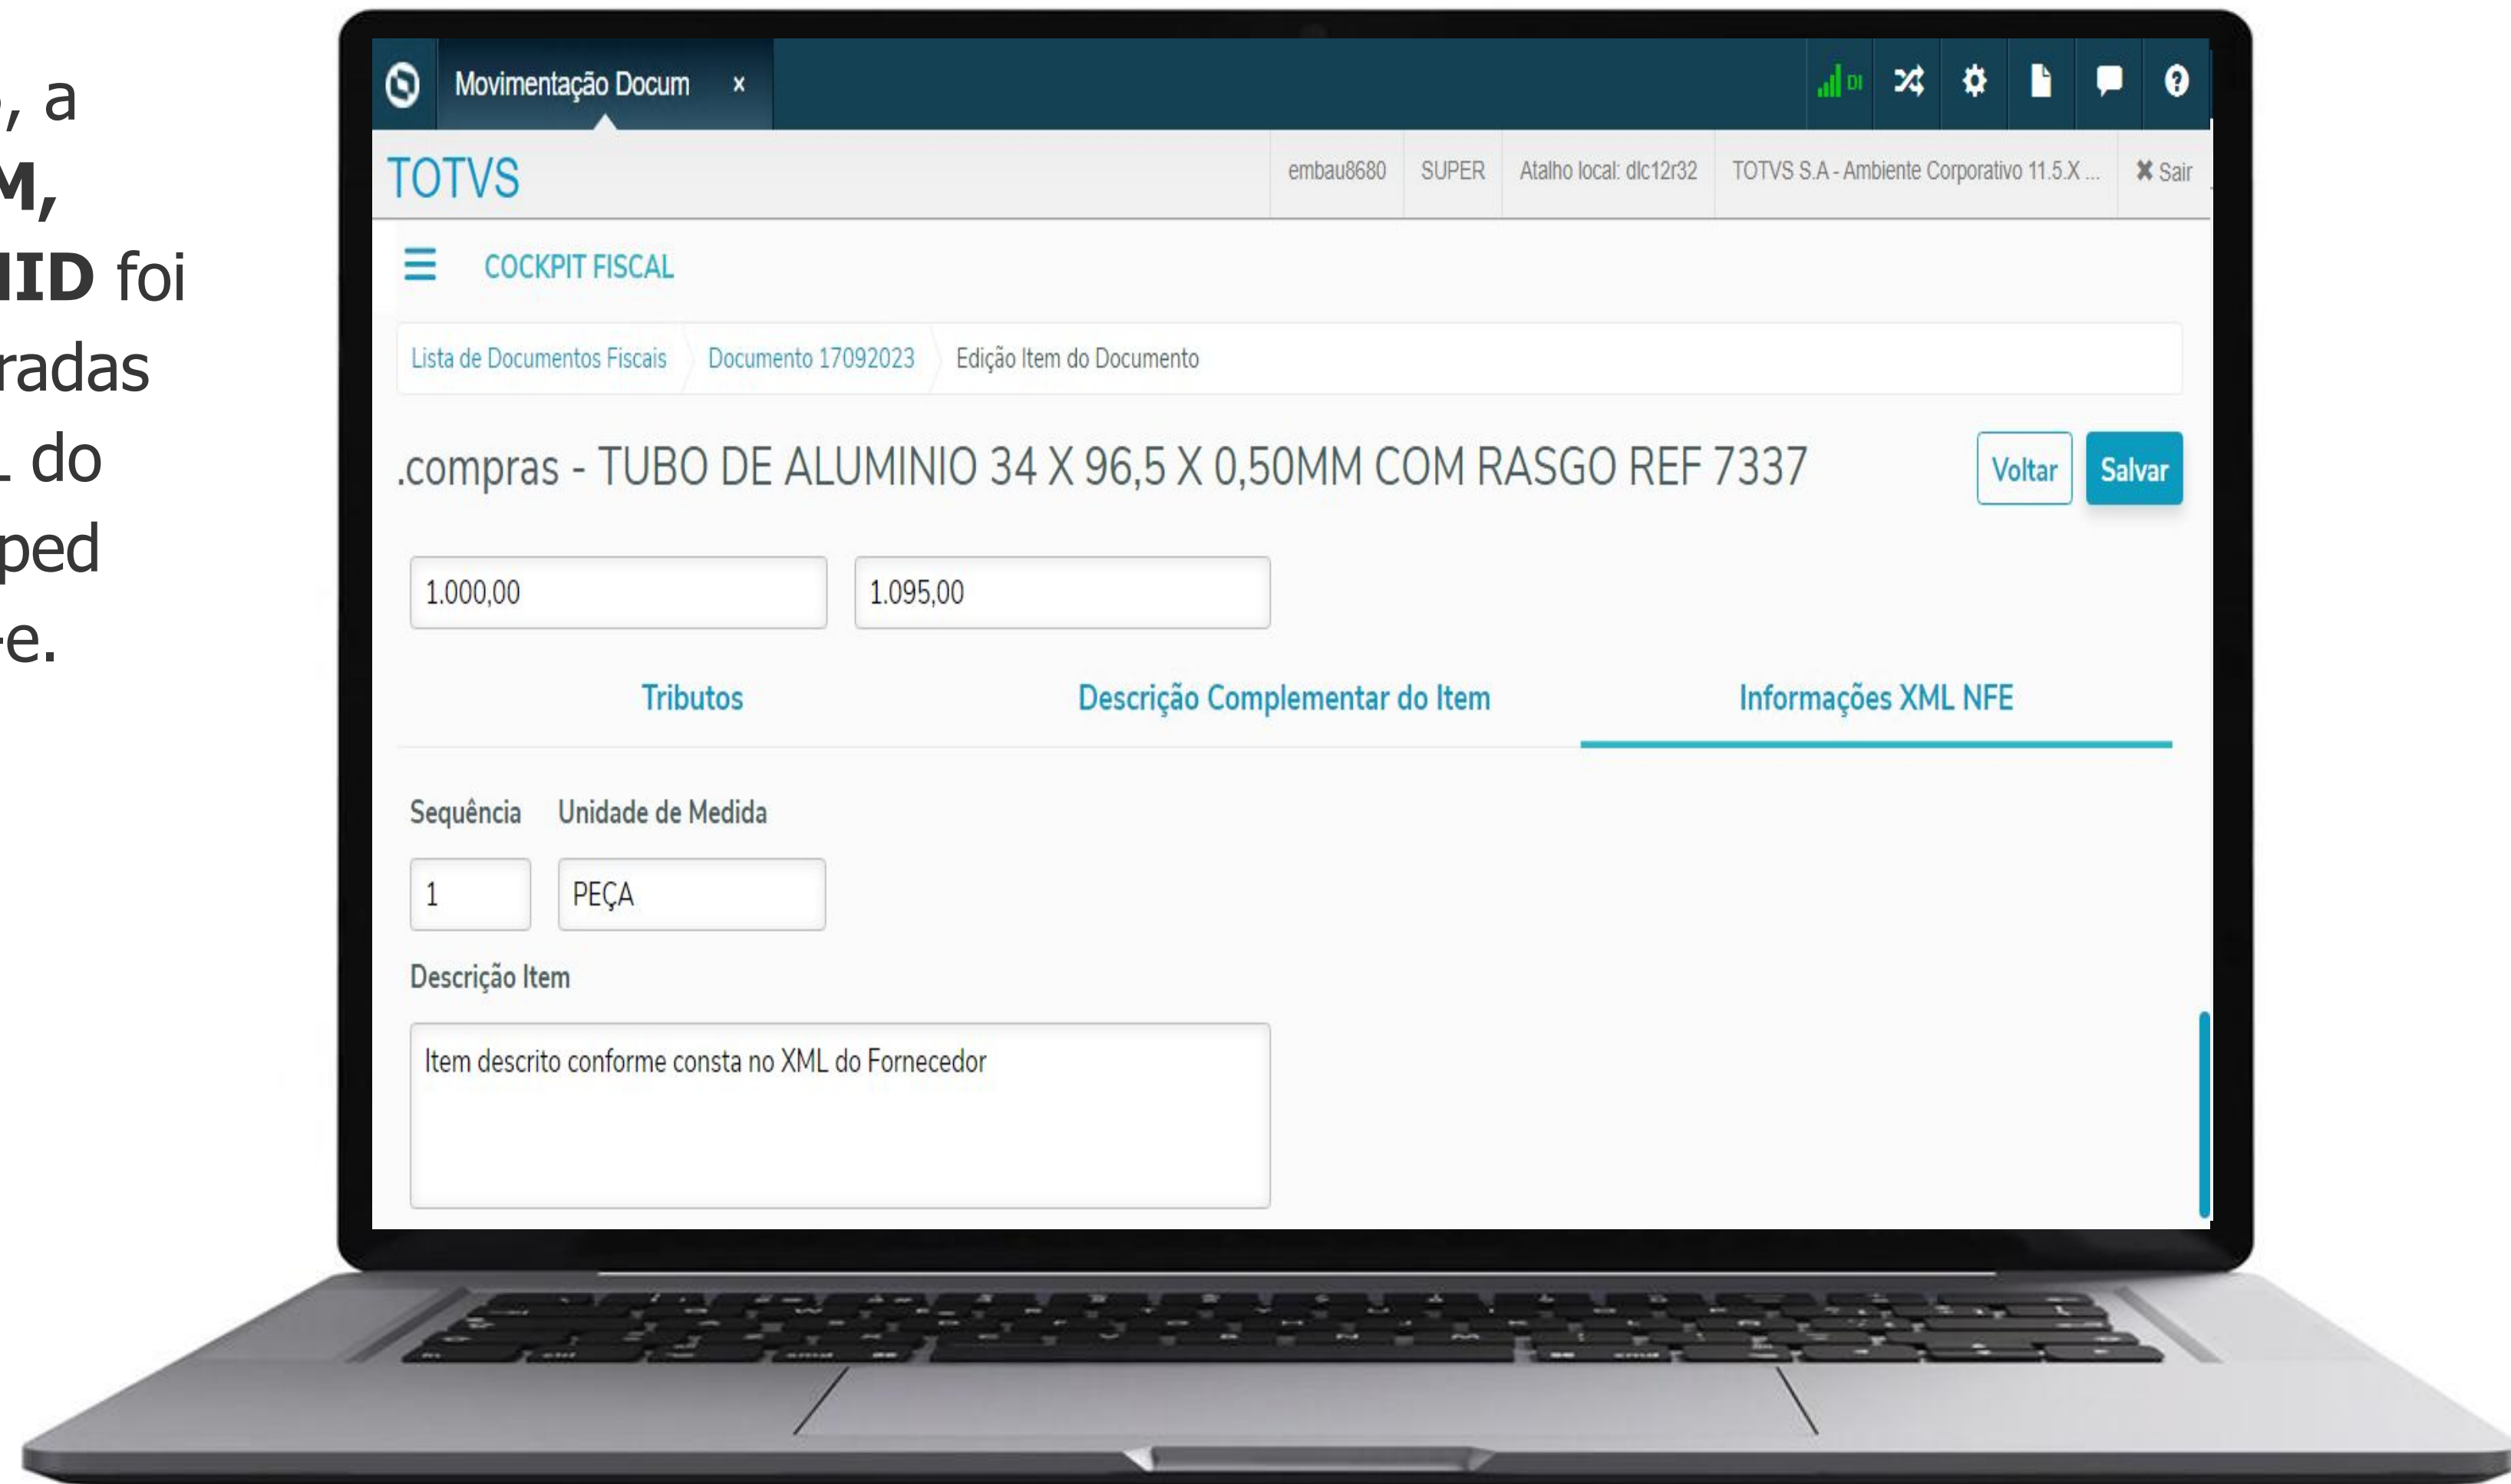 , a
M,
foi
radas
do
ped
-e.
Movimentação Docum x
DI
TOTVS
embau8680 SUPER Atalho local: dlc12r32 TOTVS S.A - Ambiente Corporativo 11.5.X ... Sair
COCKPIT FISCAL
Lista de Documentos Fiscais Documento 17092023 Edição Item do Documento
.compras - TUBO DE ALUMINIO 34 X 96,5 X 0,50MM COM RASGO REF 7337
Voltar Salvar
1.000,00 1.095,00
Tributos Descrição Complementar do Item Informações XML NFE
Sequência Unidade de Medida
1 PEÇA
Descrição Item
Item descrito conforme consta no XML do Fornecedor